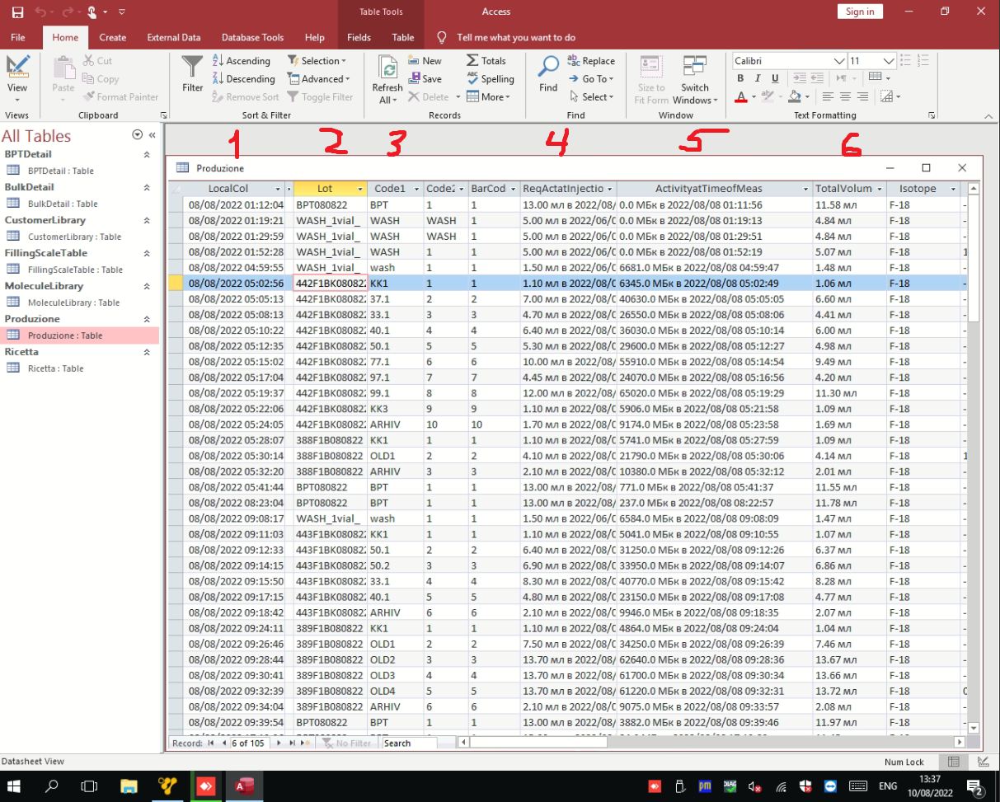 Table Tools
Access
Sign in
File Home Create External Data Database Tools Help Fields Table Tell me what you want to do
View
Paste
Cut
Copy
Format Painter
Filter
Ascending
Descending
Remove Sort
Selection
Advanced
Toggle Filter
Refresh
All
New
Save
Delete
Totals
Spelling
More
Find
Replace
Go To
Select
Size to
Fit Form
Switch
Windows
Calibri 11
B I U
Views Clipboard Sort & Filter Records Find Window Text Formatting
1 2 3 4 5 6
All Tables
BPTDetail
BPTDetail : Table
BulkDetail
BulkDetail : Table
CustomerLibrary
CustomerLibrary : Table
FillingScaleTable
FillingScaleTable : Table
MoleculeLibrary
MoleculeLibrary : Table
Produzione
Produzione : Table
Ricetta
Ricetta : Table
Produzione
LocalCol Lot Code1 Code2 BarCod ReqActatInjectio ActivityatTimeofMeas TotalVolum Isotope
08/08/2022 01:12:04 BPT080822 BPT 1 1 13.00 мл в 2022/08/ 0.0 МБк в 2022/08/08 01:11:56 11.58 мл F-18
08/08/2022 01:19:21 WASH_1vial_ WASH WASH 1 5.00 мл в 2022/06/0 0.0 МБк в 2022/08/08 01:19:13 4.84 мл F-18
08/08/2022 01:29:59 WASH_1vial_ WASH WASH 1 5.00 мл в 2022/06/0 0.0 МБк в 2022/08/08 01:29:51 4.84 мл F-18
08/08/2022 01:52:28 WASH_1vial_ WASH 1 1 5.00 мл в 2022/06/0 0.0 МБк в 2022/08/08 01:52:19 5.07 мл F-18
08/08/2022 04:59:55 WASH_1vial_ wash 1 1 1.50 мл в 2022/06/0 6681.0 МБк в 2022/08/08 04:59:47 1.48 мл F-18
08/08/2022 05:02:56 442F1BK080822 KK1 1 1 1.10 мл в 2022/08/0 6345.0 МБк в 2022/08/08 05:02:49 1.06 мл F-18
08/08/2022 05:05:13 442F1BK080822 37.1 2 2 7.00 мл в 2022/08/0 40630.0 МБк в 2022/08/08 05:05:05 6.60 мл F-18
08/08/2022 05:08:13 442F1BK080822 33.1 3 3 4.70 мл в 2022/08/0 26550.0 МБк в 2022/08/08 05:08:06 4.41 мл F-18
08/08/2022 05:10:22 442F1BK080822 40.1 4 4 6.40 мл в 2022/08/0 36030.0 МБк в 2022/08/08 05:10:14 6.00 мл F-18
08/08/2022 05:12:35 442F1BK080822 50.1 5 5 5.30 мл в 2022/08/0 29600.0 МБк в 2022/08/08 05:12:27 4.98 мл F-18
08/08/2022 05:15:02 442F1BK080822 77.1 6 6 10.00 мл в 2022/08/ 55910.0 МБк в 2022/08/08 05:14:54 9.49 мл F-18
08/08/2022 05:17:04 442F1BK080822 97.1 7 7 4.45 мл в 2022/08/0 24070.0 МБк в 2022/08/08 05:16:56 4.20 мл F-18
08/08/2022 05:19:37 442F1BK080822 99.1 8 8 12.00 мл в 2022/08/ 65020.0 МБк в 2022/08/08 05:19:29 11.30 мл F-18
08/08/2022 05:22:06 442F1BK080822 KK3 9 9 1.10 мл в 2022/08/0 5906.0 МБк в 2022/08/08 05:21:58 1.09 мл F-18
08/08/2022 05:24:05 442F1BK080822 ARHIV 10 10 1.70 мл в 2022/08/0 9174.0 МБк в 2022/08/08 05:23:58 1.69 мл F-18
08/08/2022 05:28:07 388F1B080822 KK1 1 1 1.10 мл в 2022/08/0 5741.0 МБк в 2022/08/08 05:27:59 1.09 мл F-18
08/08/2022 05:30:14 388F1B080822 OLD1 2 2 4.10 мл в 2022/08/0 21790.0 МБк в 2022/08/08 05:30:06 4.14 мл F-18
08/08/2022 05:32:20 388F1B080822 ARHIV 3 3 2.10 мл в 2022/08/0 10380.0 МБк в 2022/08/08 05:32:12 2.01 мл F-18
08/08/2022 05:41:44 BPT080822 BPT 1 1 13.00 мл в 2022/08/ 771.0 МБк в 2022/08/08 05:41:37 11.55 мл F-18
08/08/2022 08:23:04 BPT080822 BPT 1 1 13.00 мл в 2022/08/ 237.0 МБк в 2022/08/08 08:22:57 11.78 мл F-18
08/08/2022 09:08:17 WASH_1vial_ wash 1 1 1.50 мл в 2022/06/0 6584.0 МБк в 2022/08/08 09:08:09 1.47 мл F-18
08/08/2022 09:11:03 443F1BK080822 KK1 1 1 1.10 мл в 2022/08/0 5041.0 МБк в 2022/08/08 09:10:55 1.07 мл F-18
08/08/2022 09:12:33 443F1BK080822 50.1 2 2 6.40 мл в 2022/08/0 31250.0 МБк в 2022/08/08 09:12:26 6.37 мл F-18
08/08/2022 09:14:15 443F1BK080822 50.2 3 3 6.90 мл в 2022/08/0 33950.0 МБк в 2022/08/08 09:14:07 6.86 мл F-18
08/08/2022 09:15:50 443F1BK080822 33.1 4 4 8.30 мл в 2022/08/0 40770.0 МБк в 2022/08/08 09:15:42 8.28 мл F-18
08/08/2022 09:17:15 443F1BK080822 40.1 5 5 4.80 мл в 2022/08/0 23150.0 МБк в 2022/08/08 09:17:08 4.77 мл F-18
08/08/2022 09:18:42 443F1BK080822 ARHIV 6 6 2.10 мл в 2022/08/0 9946.0 МБк в 2022/08/08 09:18:35 2.07 мл F-18
08/08/2022 09:24:11 389F1B080822 KK1 1 1 1.10 мл в 2022/08/0 4864.0 МБк в 2022/08/08 09:24:04 1.04 мл F-18
08/08/2022 09:26:46 389F1B080822 OLD1 2 2 7.50 мл в 2022/08/0 34250.0 МБк в 2022/08/08 09:26:39 7.46 мл F-18
08/08/2022 09:28:44 389F1B080822 OLD2 3 3 13.70 мл в 2022/08/ 62640.0 МБк в 2022/08/08 09:28:36 13.67 мл F-18
08/08/2022 09:30:41 389F1B080822 OLD3 4 4 13.70 мл в 2022/08/ 61700.0 МБк в 2022/08/08 09:30:34 13.66 мл F-18
08/08/2022 09:32:39 389F1B080822 OLD4 5 5 13.70 мл в 2022/08/ 61220.0 МБк в 2022/08/08 09:32:31 13.72 мл F-18
08/08/2022 09:34:04 389F1B080822 ARHIV 6 6 2.10 мл в 2022/08/0 9075.0 МБк в 2022/08/08 09:33:57 2.08 мл F-18
08/08/2022 09:39:54 BPT080822 BPT 1 1 13.00 мл в 2022/08/ 3882.0 МБк в 2022/08/08 09:39:46 11.97 мл F-18
Record: 6 of 105 No Filter Search
Datasheet View Num Lock
pm DIAG ENG 13:37
10/08/2022 2